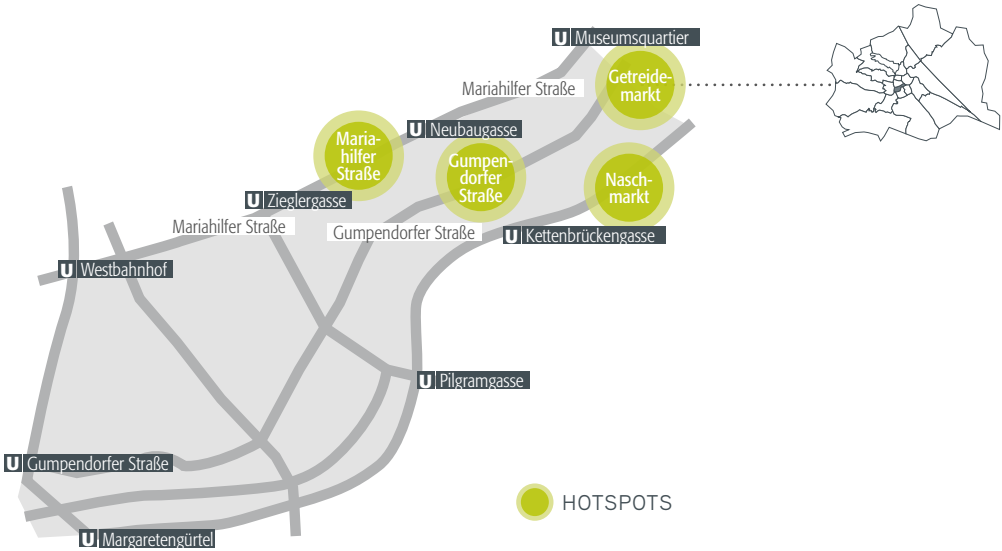 U Museumsquartier
Getreide-
markt
Mariahilfer Straße
U Neubaugasse
Maria-
hilfer
Straße
Gumpen-
dorfer
Straße
Nasch-
markt
U Zieglergasse
Mariahilfer Straße
Gumpendorfer Straße
U Kettenbrückengasse
U Westbahnhof
U Pilgramgasse
U Gumpendorfer Straße
HOTSPOTS
U Margaretengürtel